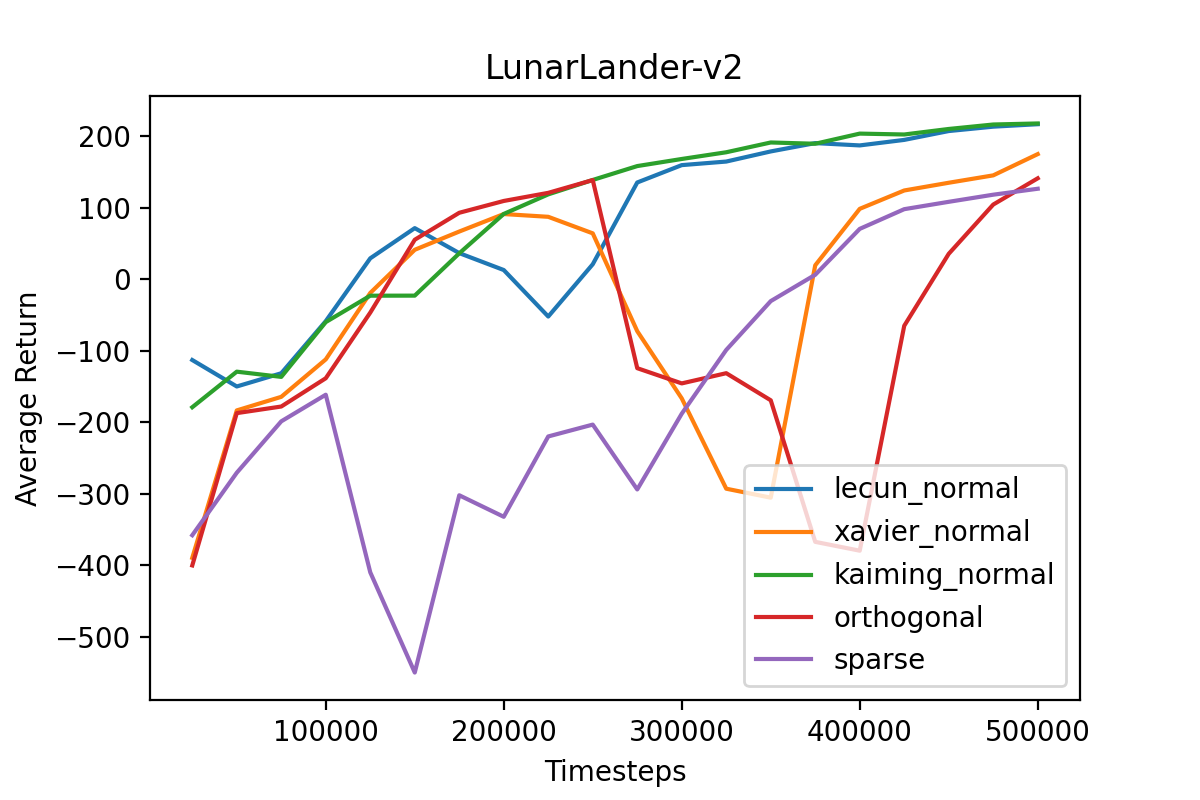 LunarLander-v2
Average Return
200
100
0
−100
−200
−300
−400
−500
lecun_normal
xavier_normal
kaiming_normal
orthogonal
sparse
100000 200000 300000 400000 500000
Timesteps